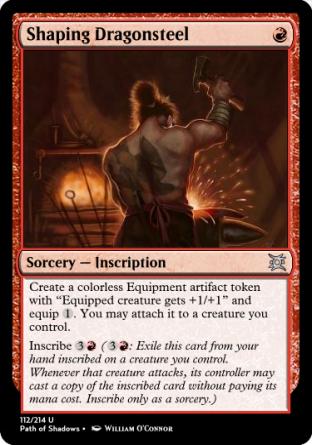 Shaping Dragonsteel
Sorcery — Inscription
Create a colorless Equipment artifact token
with “Equipped creature gets +1/+1” and
equip 1. You may attach it to a creature you
control.
Inscribe 3 (3: Exile this card from your
hand inscribed on a creature you control.
Whenever that creature attacks, its controller may
cast a copy of the inscribed card without paying its
mana cost. Inscribe only as a sorcery.)
112/214 U
Path of Shadows • William O'Connor